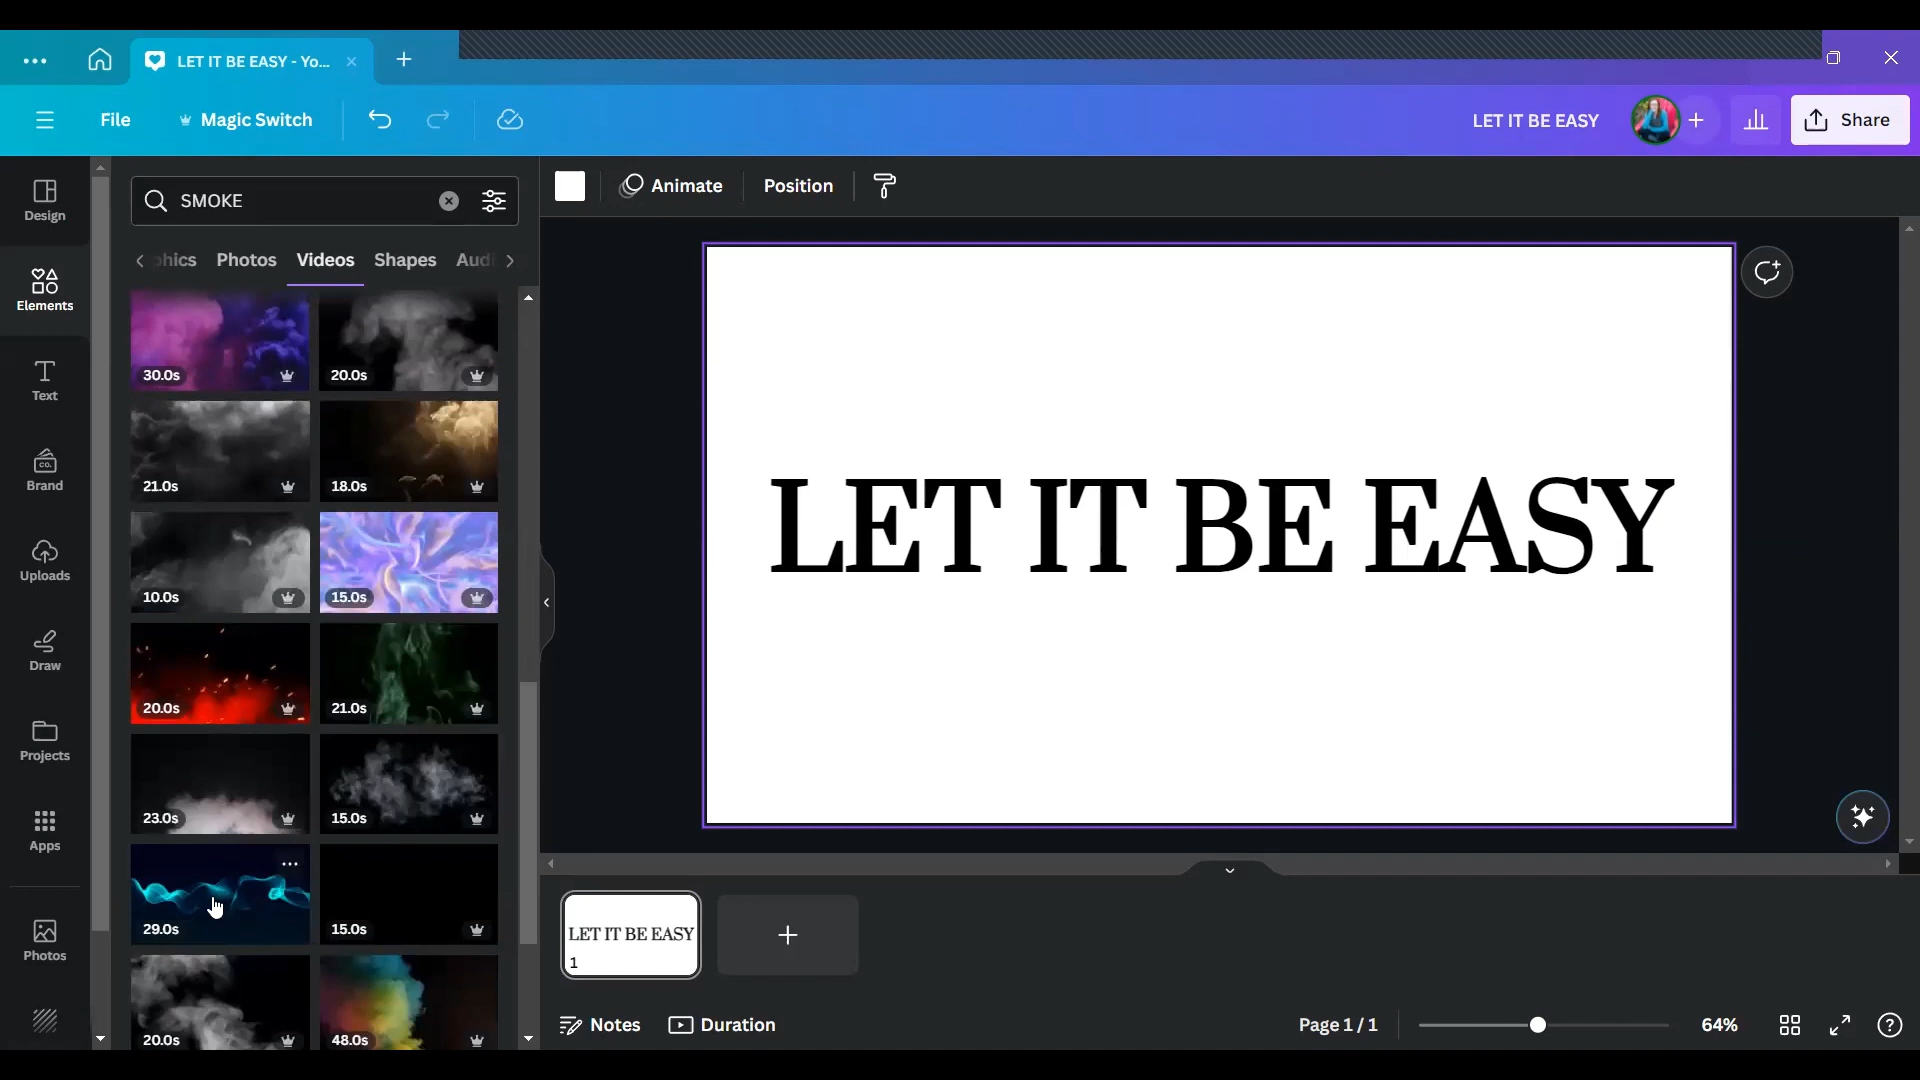 LET IT BE EASY - Yo...
File
Magic Switch
LET IT BE EASY
Share
Design
Elements
Text
Brand
CO.
Uploads
Draw
Projects
Apps
Photos
SMOKE
phics Photos Videos Shapes Audi
30.0s
20.0s
21.0s
18.0s
10.0s
15.0s
20.0s
21.0s
23.0s
15.0s
29.0s
15.0s
20.0s
48.0s
Animate
Position
LET IT BE EASY
LET IT BE EASY
1
Notes
Duration
Page 1 / 1
64%